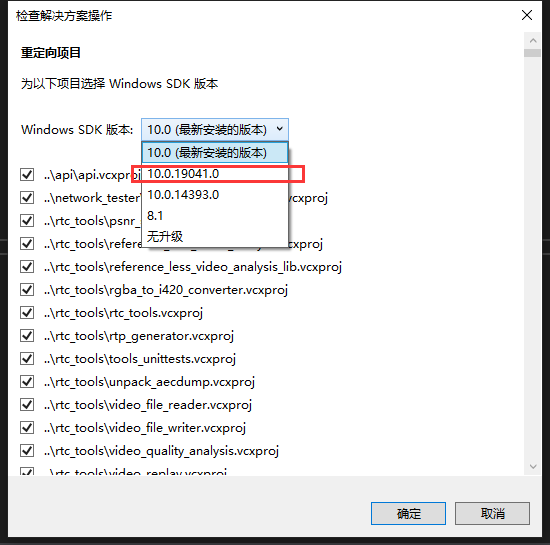 检查解决方案操作
重定向项目
为以下项目选择 Windows SDK 版本
Windows SDK 版本: 10.0 (最新安装的版本)
10.0 (最新安装的版本)
10.0.19041.0
10.0.14393.0
8.1
无升级
..\api\api.vcxproj
..\network_tester\ .vcxproj
..\rtc_tools\psnr_
..\rtc_tools\reference_ .vcxproj
..\rtc_tools\reference_less_video_analysis_lib.vcxproj
..\rtc_tools\rgba_to_i420_converter.vcxproj
..\rtc_tools\rtc_tools.vcxproj
..\rtc_tools\rtp_generator.vcxproj
..\rtc_tools\tools_unittests.vcxproj
..\rtc_tools\unpack_aecdump.vcxproj
..\rtc_tools\video_file_reader.vcxproj
..\rtc_tools\video_file_writer.vcxproj
..\rtc_tools\video_quality_analysis.vcxproj
..\rtc_tools\video_replay.vcxproj
确定
取消